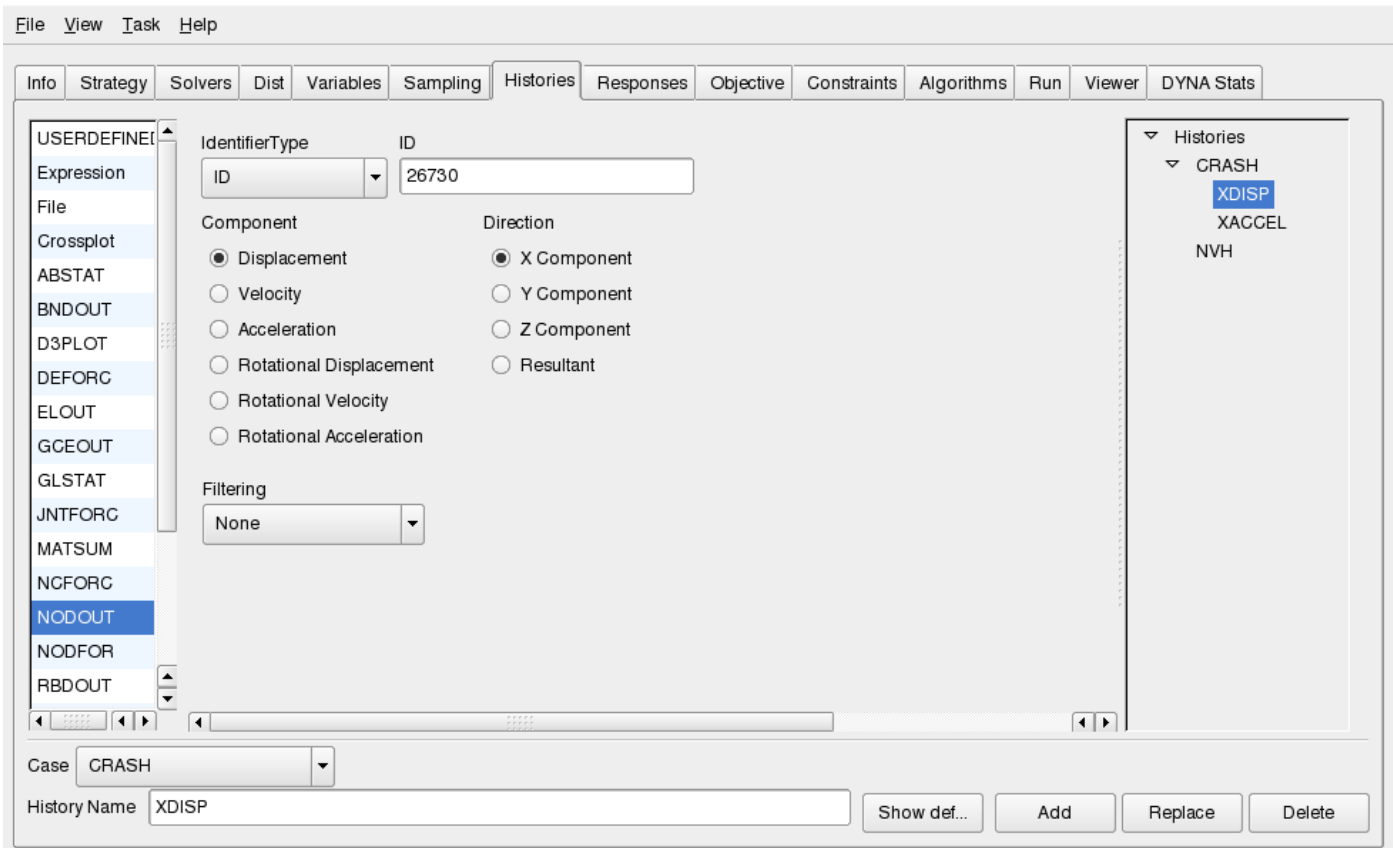 File View Task Help
Info Strategy Solvers Dist Variables Sampling Histories Responses Objective Constraints Algorithms Run Viewer DYNA Stats
USERDEFINED
Expression
File
Crossplot
ABSTAT
BNDOUT
D3PLOT
DEFORC
ELOUT
GCEOUT
GLSTAT
JNTFORC
MATSUM
NCFORC
NODOUT
NODFOR
RBDOUT
IdentifierType ID
ID 26730
Component Direction
Displacement X Component
Velocity Y Component
Acceleration Z Component
Rotational Displacement Resultant
Rotational Velocity
Rotational Acceleration
Filtering
None
Histories
CRASH
XDISP
XACCEL
NVH
Case CRASH
History Name XDISP Show def... Add Replace Delete